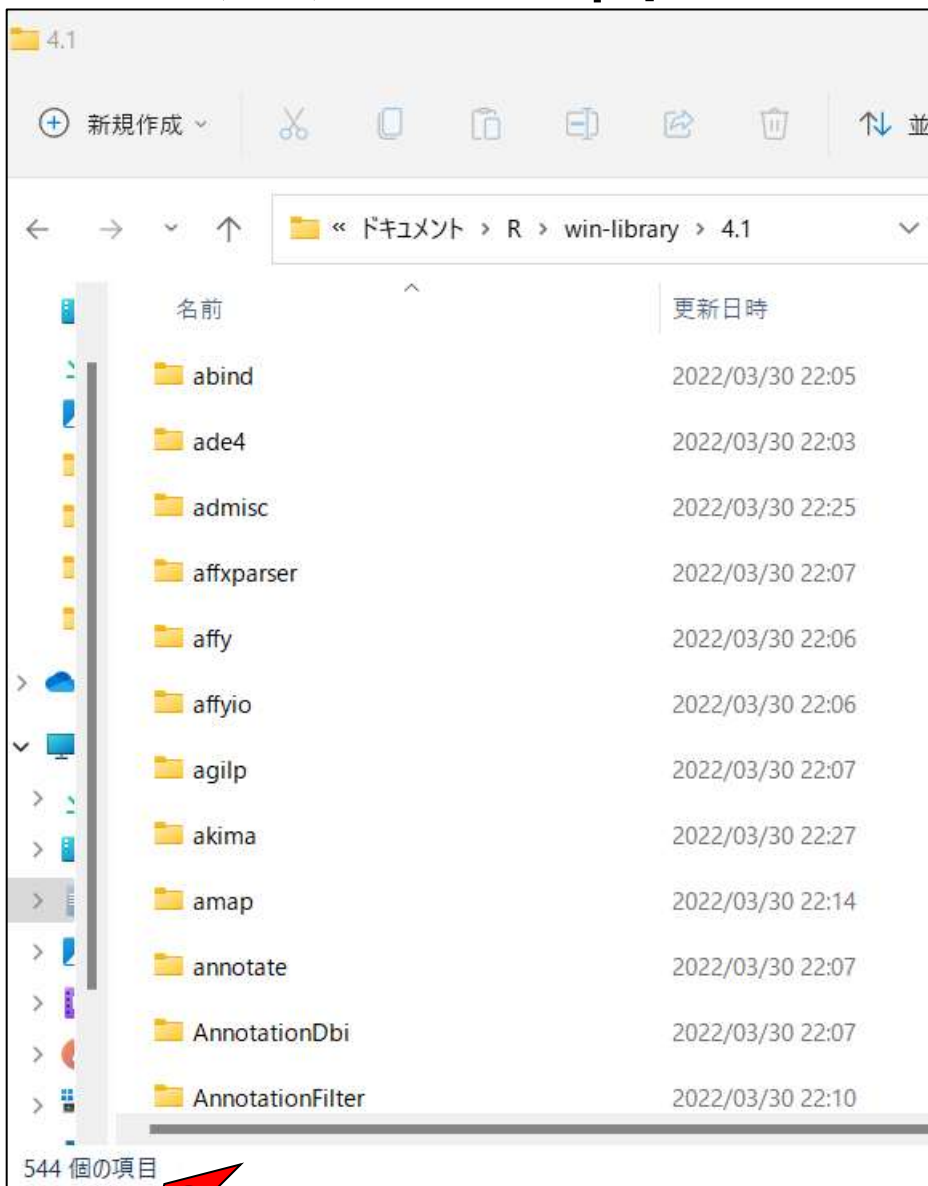 4.1
新規作成
並
« ドキュメント > R > win-library > 4.1
名前 更新日時
abind 2022/03/30 22:05
ade4 2022/03/30 22:03
admisc 2022/03/30 22:25
affxparser 2022/03/30 22:07
affy 2022/03/30 22:06
affyio 2022/03/30 22:06
agilp 2022/03/30 22:07
akima 2022/03/30 22:27
amap 2022/03/30 22:14
annotate 2022/03/30 22:07
AnnotationDbi 2022/03/30 22:07
AnnotationFilter 2022/03/30 22:10
544 個の項目